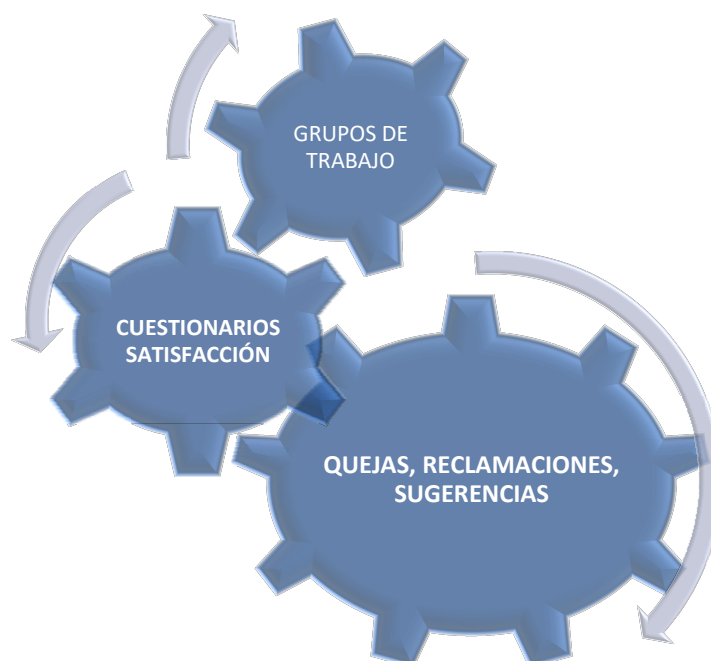 GRUPOS DE
TRABAJO
CUESTIONARIOS
SATISFACCIÓN
QUEJAS, RECLAMACIONES,
SUGERENCIAS